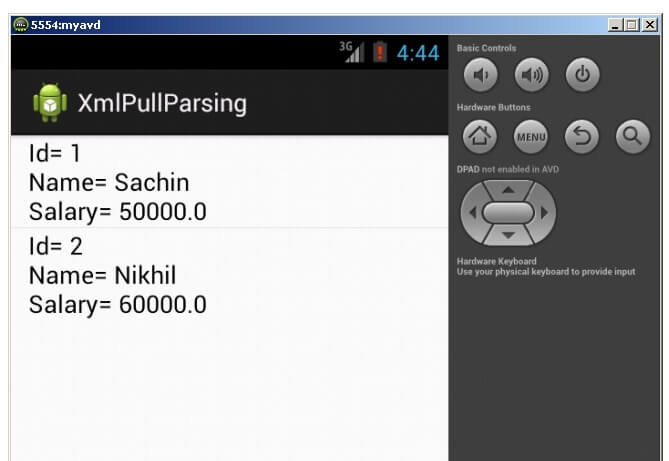 5554:myavd
3G 4:44
XmlPullParsing
Id= 1
Name= Sachin
Salary= 50000.0
Id= 2
Name= Nikhil
Salary= 60000.0
Basic Controls
Hardware Buttons
MENU
DPAD not enabled in AVD
Hardware Keyboard
Use your physical keyboard to provide input